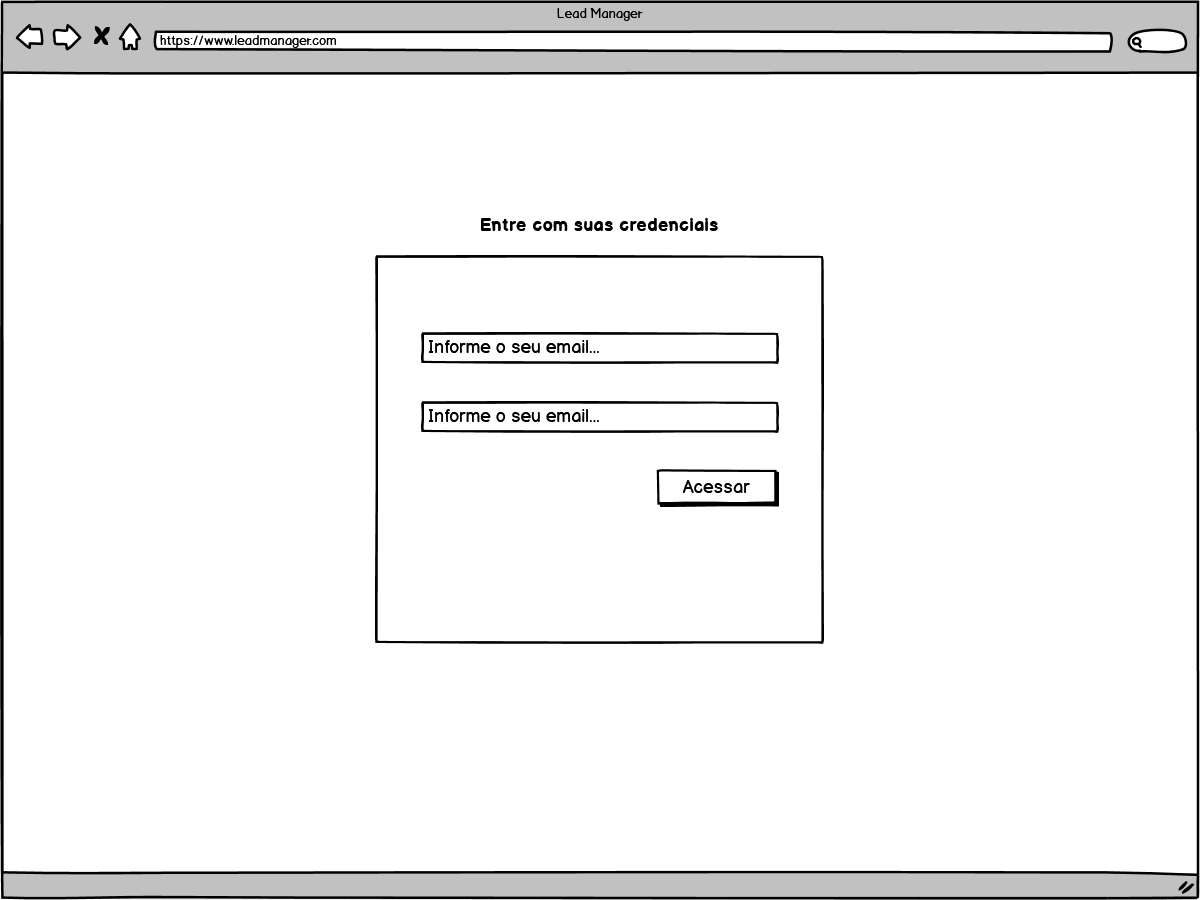 Lead Manager
https://www.leadmanager.com
Entre com suas credenciais
Informe o seu email...
Informe o seu email...
Acessar